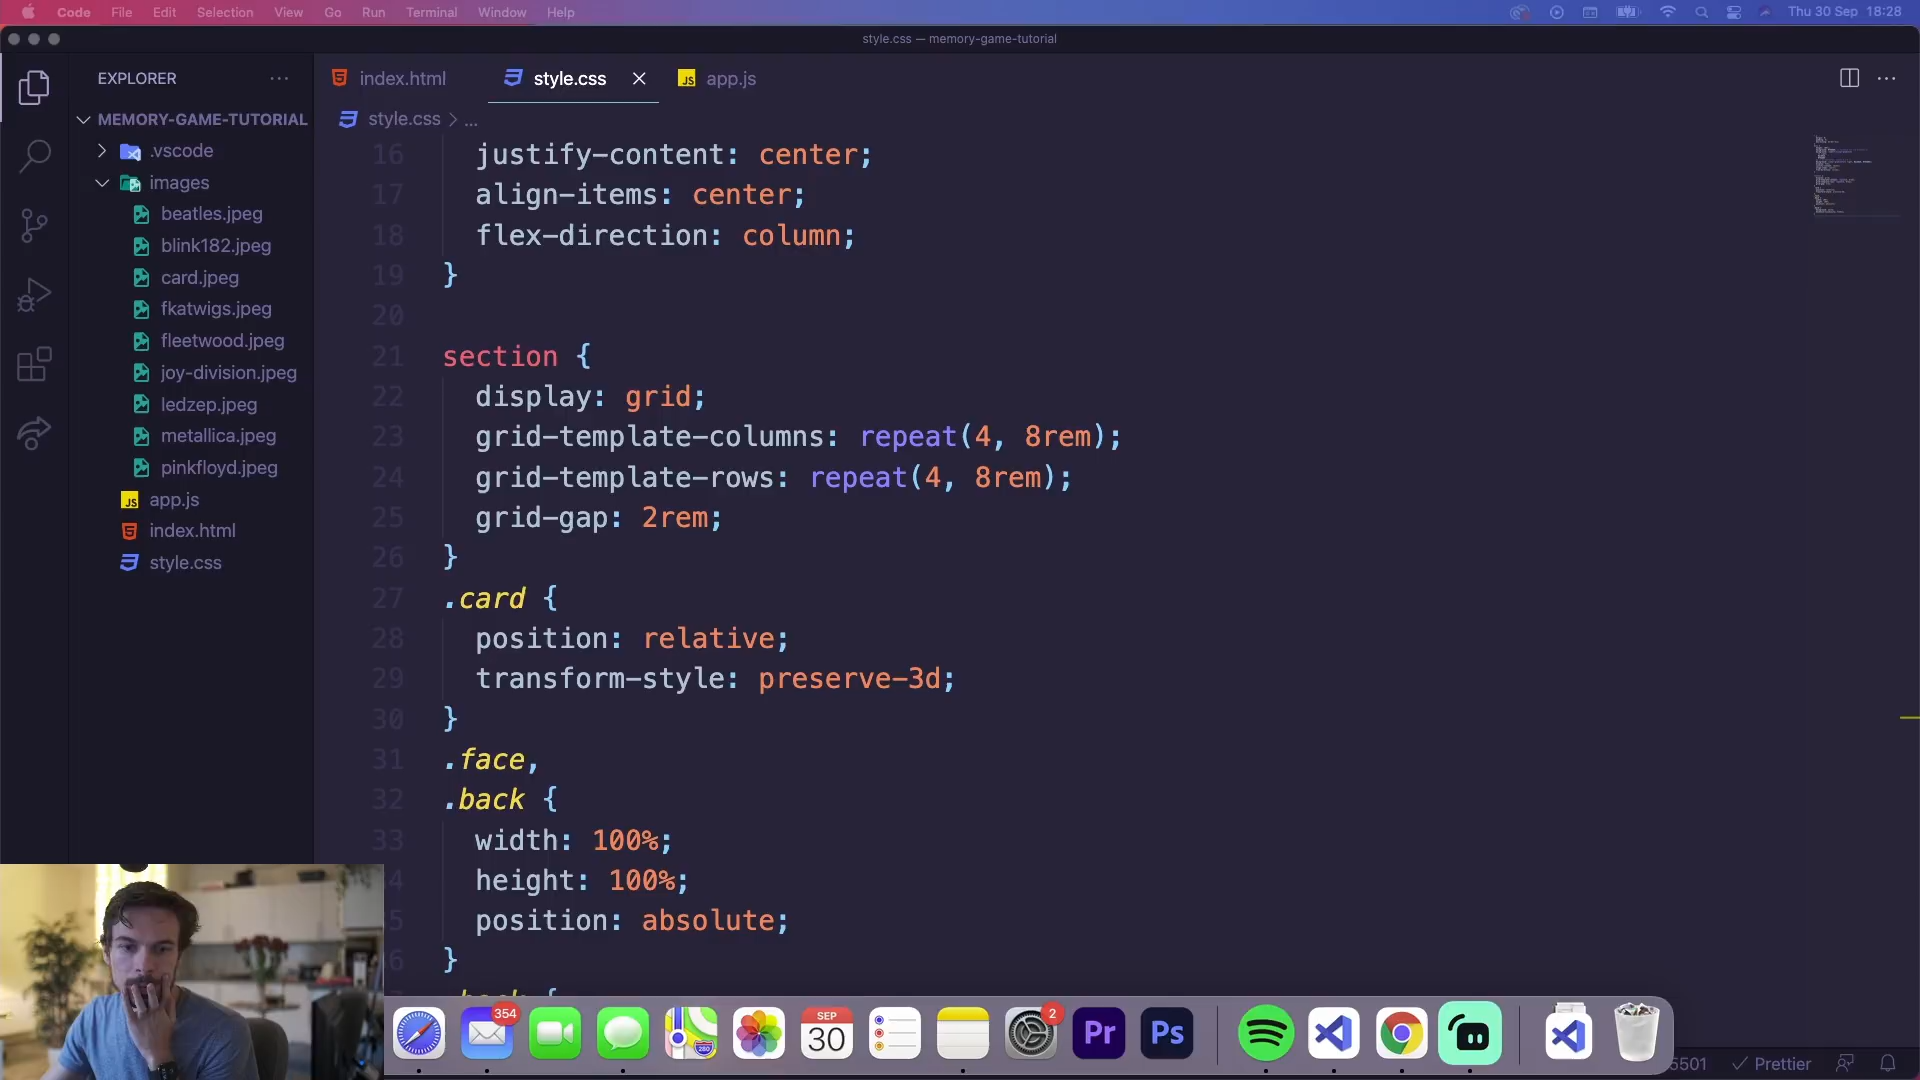 Code File Edit Selection View Go Run Terminal Window Help
Thu 30 Sep 18:28
style.css — memory-game-tutorial
EXPLORER
MEMORY-GAME-TUTORIAL
.vscode
images
beatles.jpeg
blink182.jpeg
card.jpeg
fkatwigs.jpeg
fleetwood.jpeg
joy-division.jpeg
ledzep.jpeg
metallica.jpeg
pinkfloyd.jpeg
JS app.js
index.html
style.css
index.html
style.css
JS app.js
style.css > ...
16 justify-content: center;
17 align-items: center;
18 flex-direction: column;
19 }
20
21 section {
22 display: grid;
23 grid-template-columns: repeat(4, 8rem);
24 grid-template-rows: repeat(4, 8rem);
25 grid-gap: 2rem;
26 }
27 .card {
28 position: relative;
29 transform-style: preserve-3d;
30 }
31 .face,
32 .back {
33 width: 100%;
4 height: 100%;
5 position: absolute;
6 }
354
SEP
30
280
2
Pr
Ps
5501
Prettier